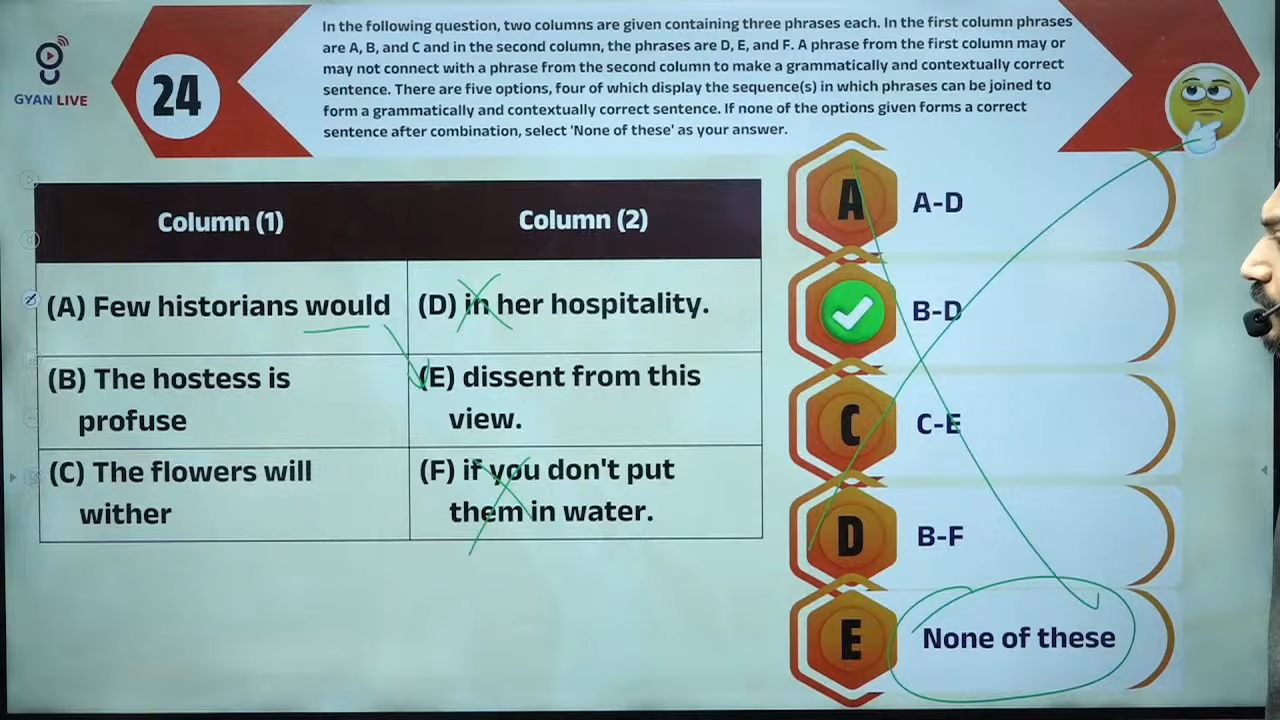 In the following question, two columns are given containing three phrases each. In the first column phrases
are A, B, and C and in the second column, the phrases are D, E, and F. A phrase from the first column may or
may not connect with a phrase from the second column to make a grammatically and contextually correct
sentence. There are five options, four of which display the sequence(s) in which phrases can be joined to
form a grammatically and contextually correct sentence. If none of the options given forms a correct
sentence after combination, select 'None of these' as your answer.
GYAN LIVE
24
Column (1)
Column (2)
(A) Few historians would
(D) in her hospitality.
(B) The hostess is
profuse
(E) dissent from this
view.
(C) The flowers will
wither
(F) if you don't put
them in water.
A
A-D
B-D
C
C-E
D
B-F
E
None of these